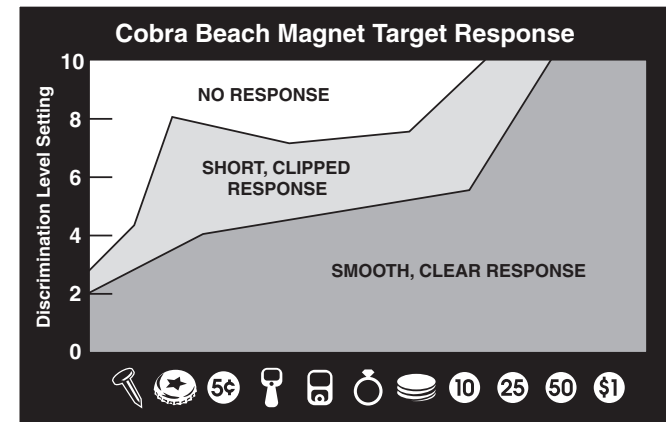 Cobra Beach Magnet Target Response
Discrimination Level Setting
10
8
6
4
2
0
NO RESPONSE
SHORT, CLIPPED
RESPONSE
SMOOTH, CLEAR RESPONSE
5¢ 10 25 50 $1